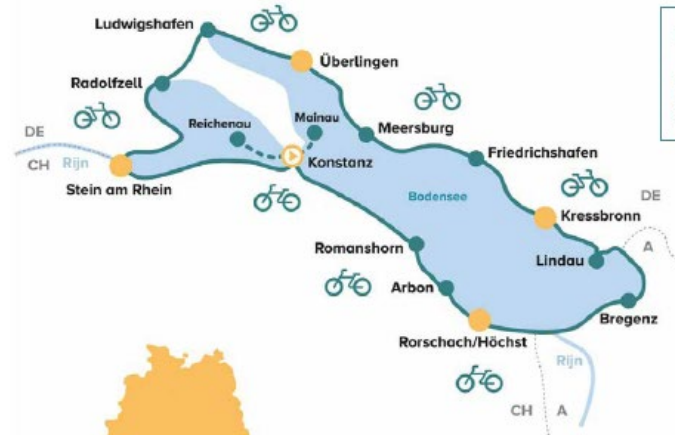 Ludwigshafen
Überlingen
Radolfzell
Reichenau
Mainau
Meersburg
DE
CH
Rijn
Konstanz
Friedrichshafen
Stein am Rhein
Bodensee
DE
Kressbronn
A
Romanshorn
Lindau
Arbon
Bregenz
Rorschach/Höchst
Rijn
CH
A